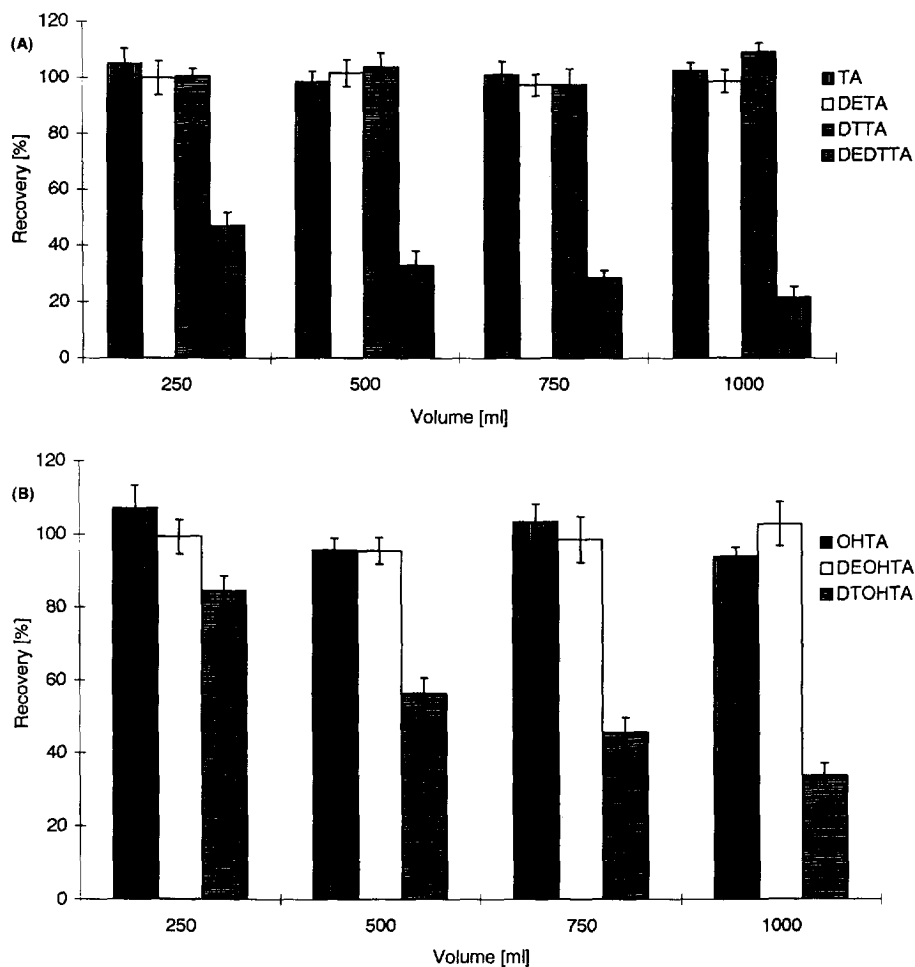 (A)
120
100
80
60
40
20
0
Recovery [%]
250 500 750 1000
Volume [ml]
TA
DETA
DTTA
DEDTTA
(B)
120
100
80
60
40
20
0
Recovery [%]
250 500 750 1000
Volume [ml]
OHTA
DEOHTA
DTOHTA